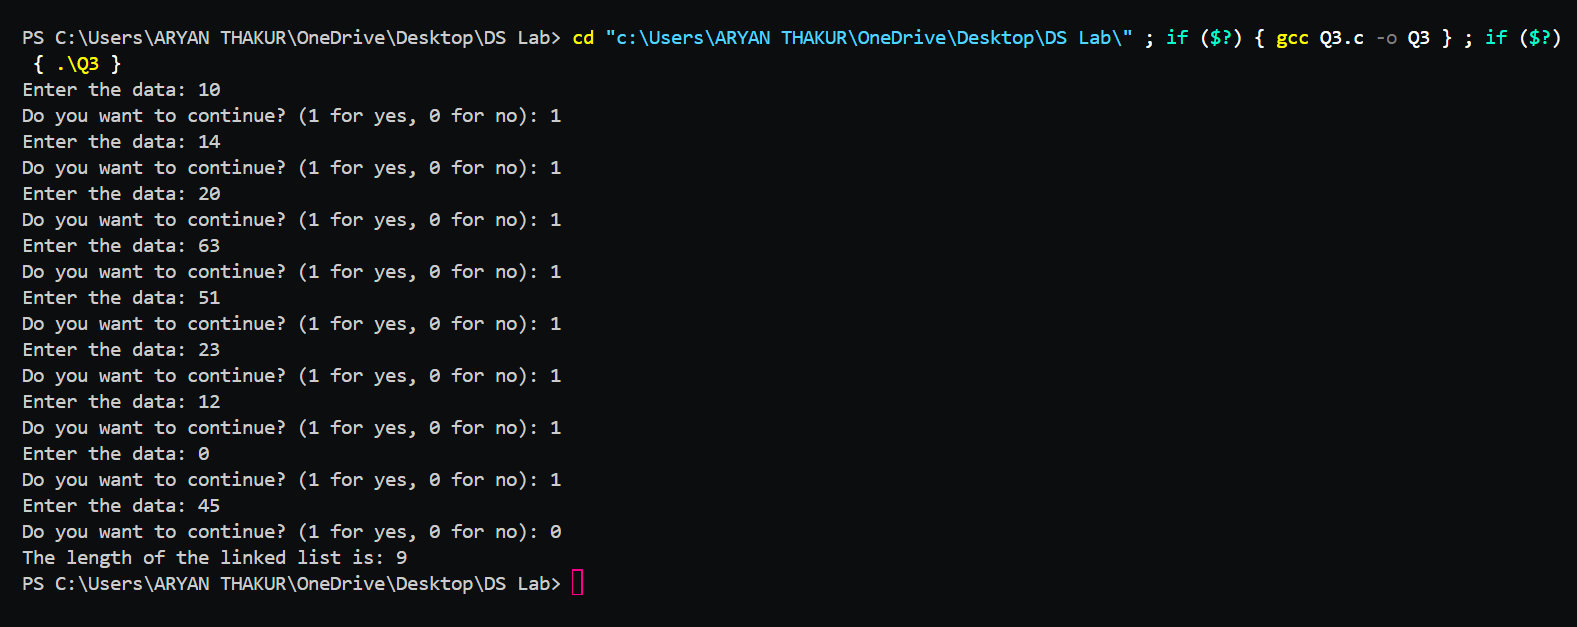 PS C:\Users\ARYAN THAKUR\OneDrive\Desktop\DS Lab> cd "c:\Users\ARYAN THAKUR\OneDrive\Desktop\DS Lab\" ; if ($?) { gcc Q3.c -o Q3 } ; if ($?)
 { .\Q3 }
Enter the data: 10
Do you want to continue? (1 for yes, 0 for no): 1
Enter the data: 14
Do you want to continue? (1 for yes, 0 for no): 1
Enter the data: 20
Do you want to continue? (1 for yes, 0 for no): 1
Enter the data: 63
Do you want to continue? (1 for yes, 0 for no): 1
Enter the data: 51
Do you want to continue? (1 for yes, 0 for no): 1
Enter the data: 23
Do you want to continue? (1 for yes, 0 for no): 1
Enter the data: 12
Do you want to continue? (1 for yes, 0 for no): 1
Enter the data: 0
Do you want to continue? (1 for yes, 0 for no): 1
Enter the data: 45
Do you want to continue? (1 for yes, 0 for no): 0
The length of the linked list is: 9
PS C:\Users\ARYAN THAKUR\OneDrive\Desktop\DS Lab>